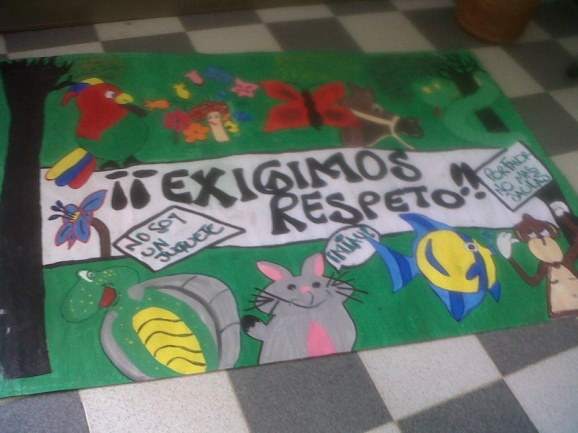 ¡¡EXIGIMOS
RESPETO!!
NO SOY
UN
JUGUETE
POR FAVOR
NO MAS
JAULAS